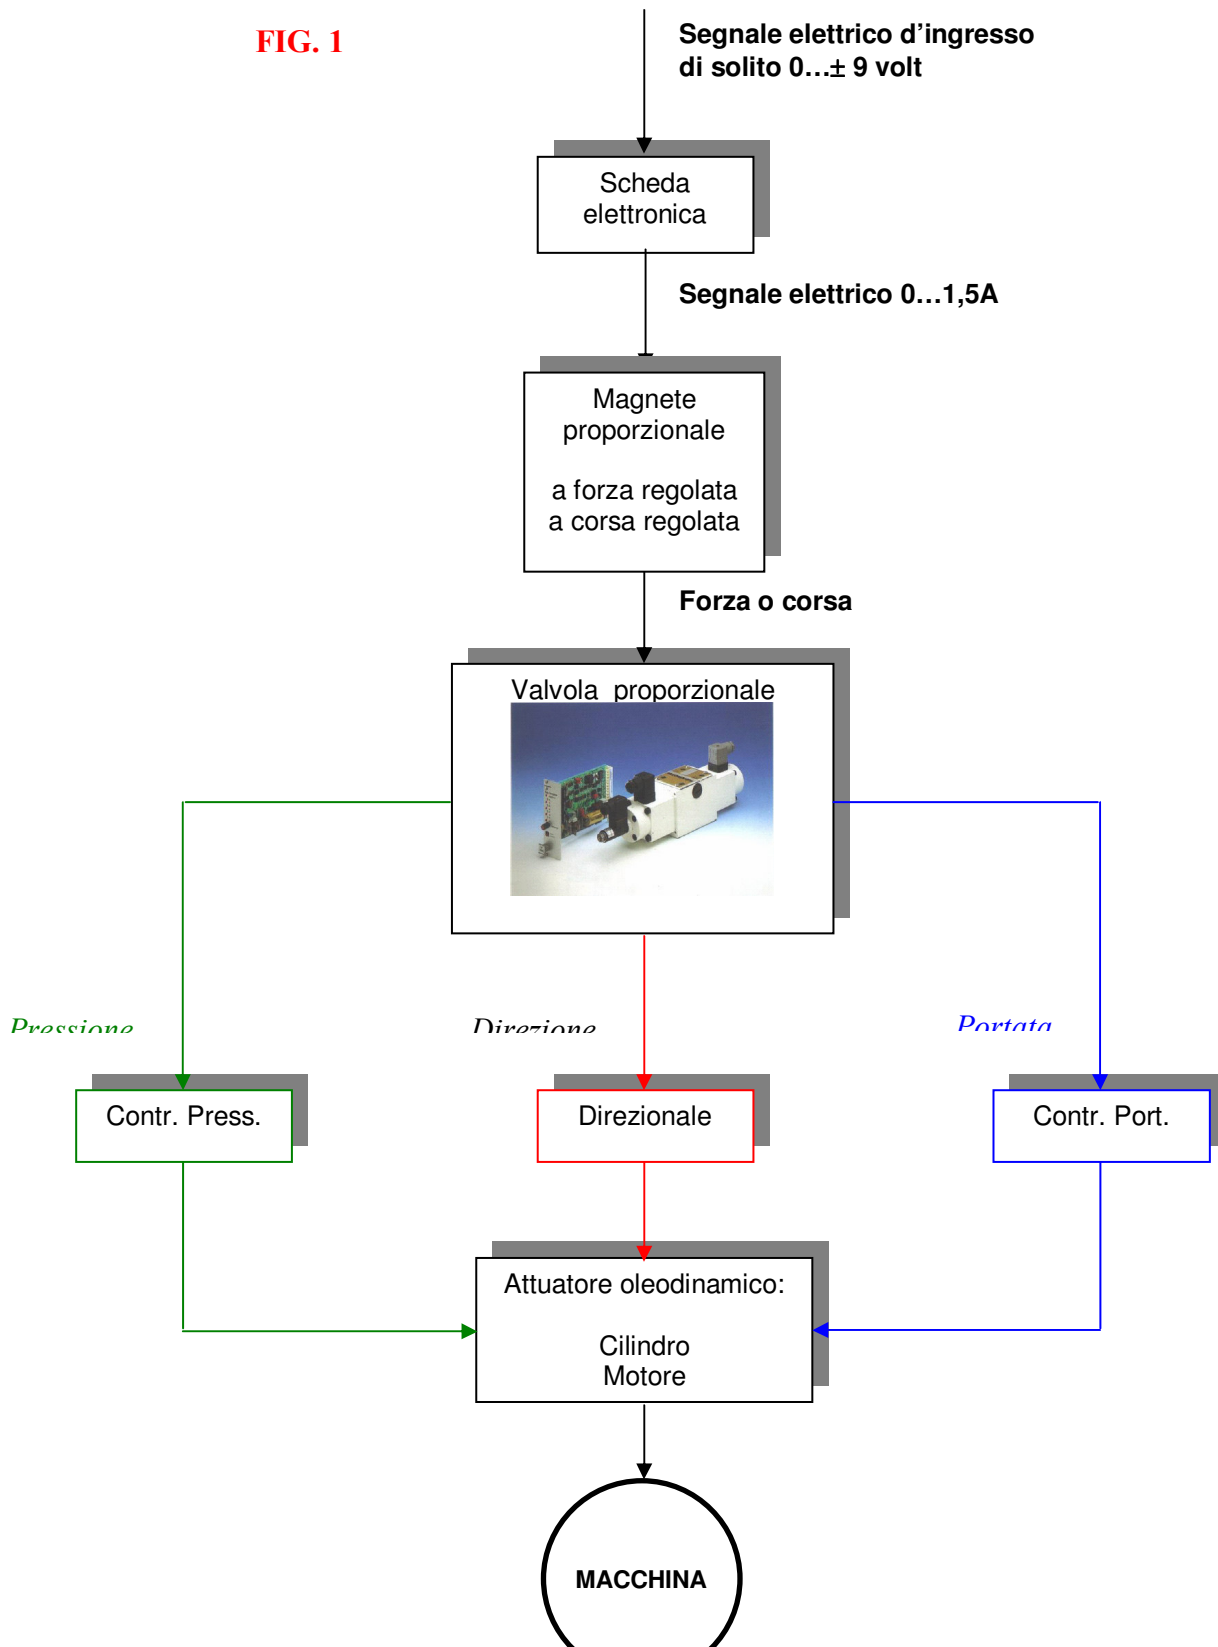 FIG. 1
Segnale elettrico d’ingresso
di solito 0…± 9 volt
Scheda
elettronica
Segnale elettrico 0…1,5A
Magnete
proporzionale
a forza regolata
a corsa regolata
Forza o corsa
Valvola proporzionale
Pressione
Direzione
Portata
Contr. Press.
Direzionale
Contr. Port.
Attuatore oleodinamico:
Cilindro
Motore
MACCHINA